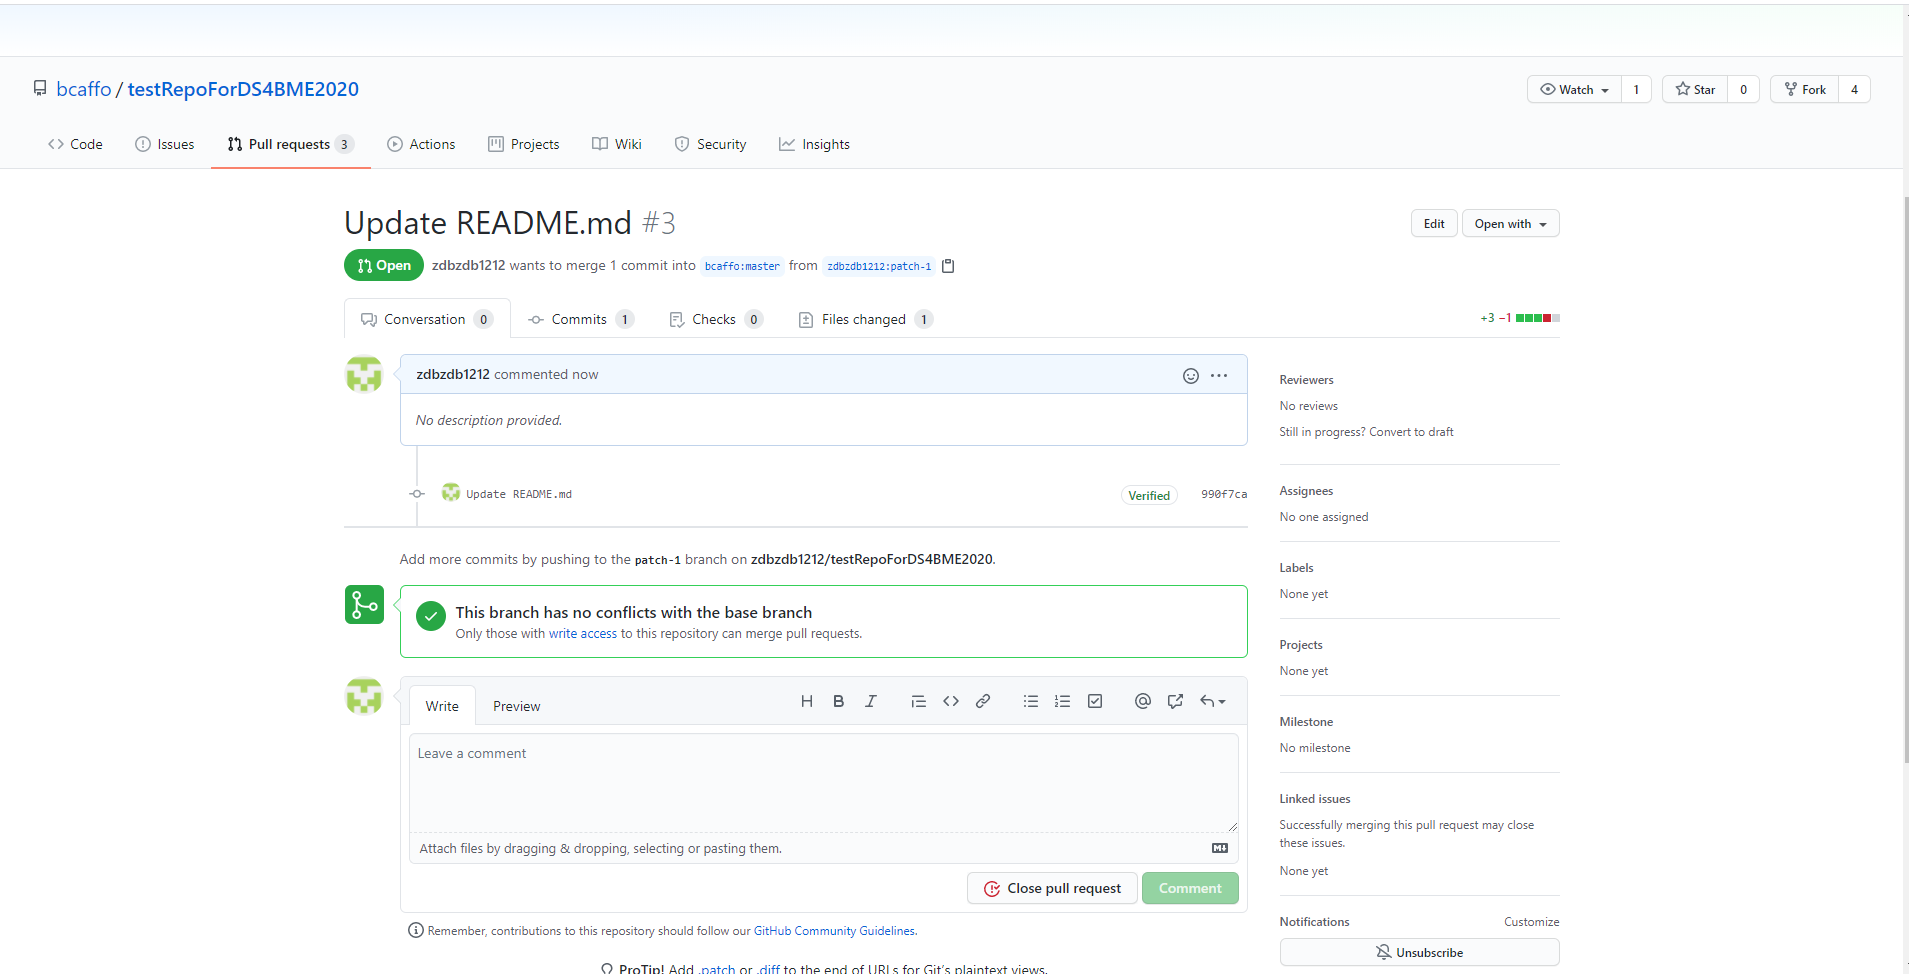 bcaffo / testRepoForDS4BME2020
Watch 1 Star 0 Fork 4
Code Issues Pull requests 3 Actions Projects Wiki Security Insights
Update README.md #3
Edit Open with
Open zdbzdb1212 wants to merge 1 commit into bcaffo:master from zdbzdb1212:patch-1
Conversation 0 Commits 1 Checks 0 Files changed 1
+3 −1
zdbzdb1212 commented now
No description provided.
Update README.md Verified 990f7ca
Add more commits by pushing to the patch-1 branch on zdbzdb1212/testRepoForDS4BME2020.
This branch has no conflicts with the base branch
Only those with write access to this repository can merge pull requests.
Write Preview
H B I
Leave a comment
Attach files by dragging & dropping, selecting or pasting them.
Close pull request Comment
Remember, contributions to this repository should follow our GitHub Community Guidelines.
ProTip! Add .patch or .diff to the end of URLs for Git's plaintext views.
Reviewers
No reviews
Still in progress? Convert to draft
Assignees
No one assigned
Labels
None yet
Projects
None yet
Milestone
No milestone
Linked issues
Successfully merging this pull request may close
these issues.
None yet
Notifications Customize
Unsubscribe